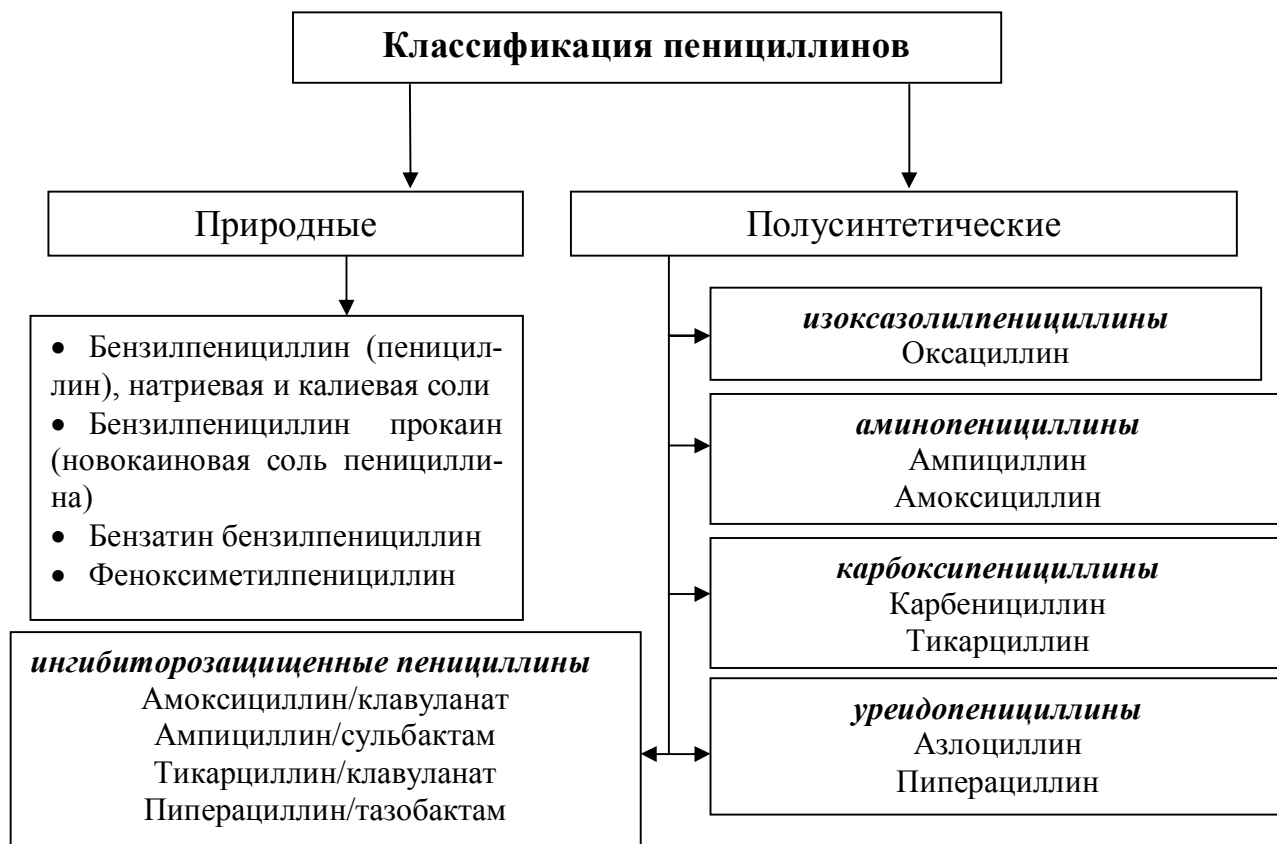 Классификация пенициллинов
Природные
Полусинтетические
• Бензилпенициллин (пеницил-
лин), натриевая и калиевая соли
• Бензилпенициллин прокаин
(новокаиновая соль пеницилли-
на)
• Бензатин бензилпенициллин
• Феноксиметилпенициллин
изоксазолилпенициллины
Оксациллин
аминопенициллины
Ампициллин
Амоксициллин
карбоксипенициллины
Карбенициллин
Тикарциллин
уреидопенициллины
Азлоциллин
Пиперациллин
ингибиторозащищенные пенициллины
Амоксициллин/клавуланат
Ампициллин/сульбактам
Тикарциллин/клавуланат
Пиперациллин/тазобактам